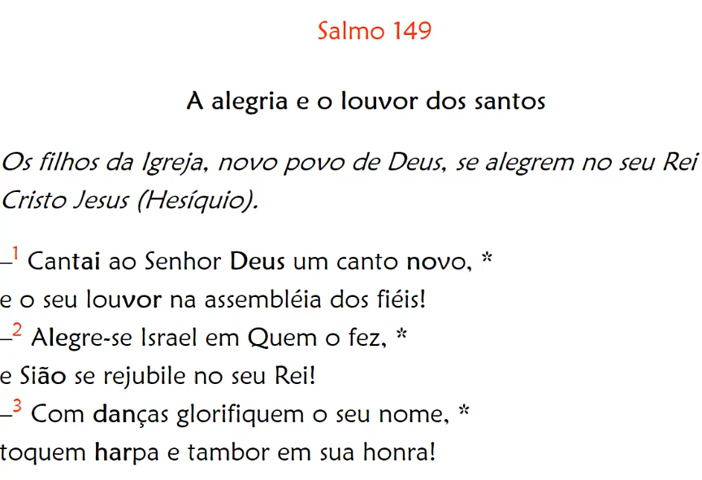 Salmo 149
A alegria e o louvor dos santos
Os filhos da Igreja, novo povo de Deus, se alegrem no seu Rei
Cristo Jesus (Hesíquio).
–1 Cantai ao Senhor Deus um canto novo, *
e o seu louvor na assembléia dos fiéis!
–2 Alegre-se Israel em Quem o fez, *
e Sião se rejubile no seu Rei!
–3 Com danças glorifiquem o seu nome, *
toquem harpa e tambor em sua honra!